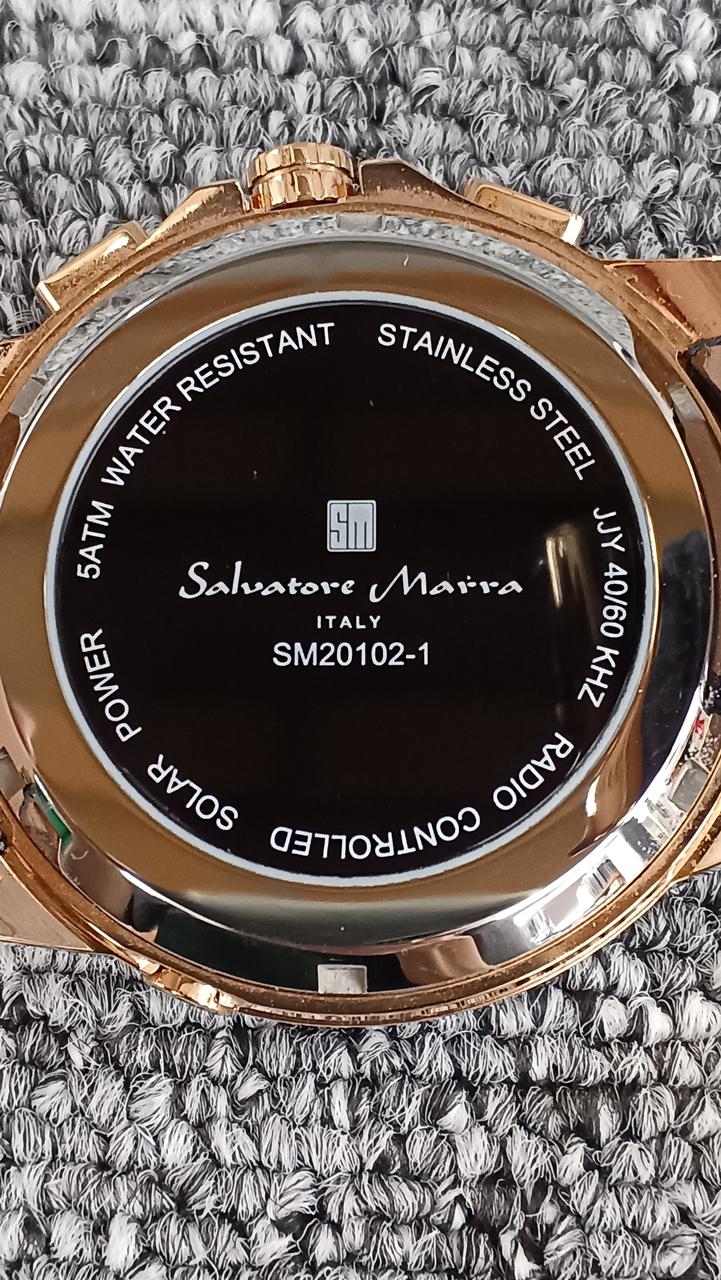 5ATM WATER RESISTANT STAINLESS STEEL JJY 40/60 KHZ RADIO CONTROLLED SOLAR POWER
SM
Salvatore Marra
ITALY
SM20102-1